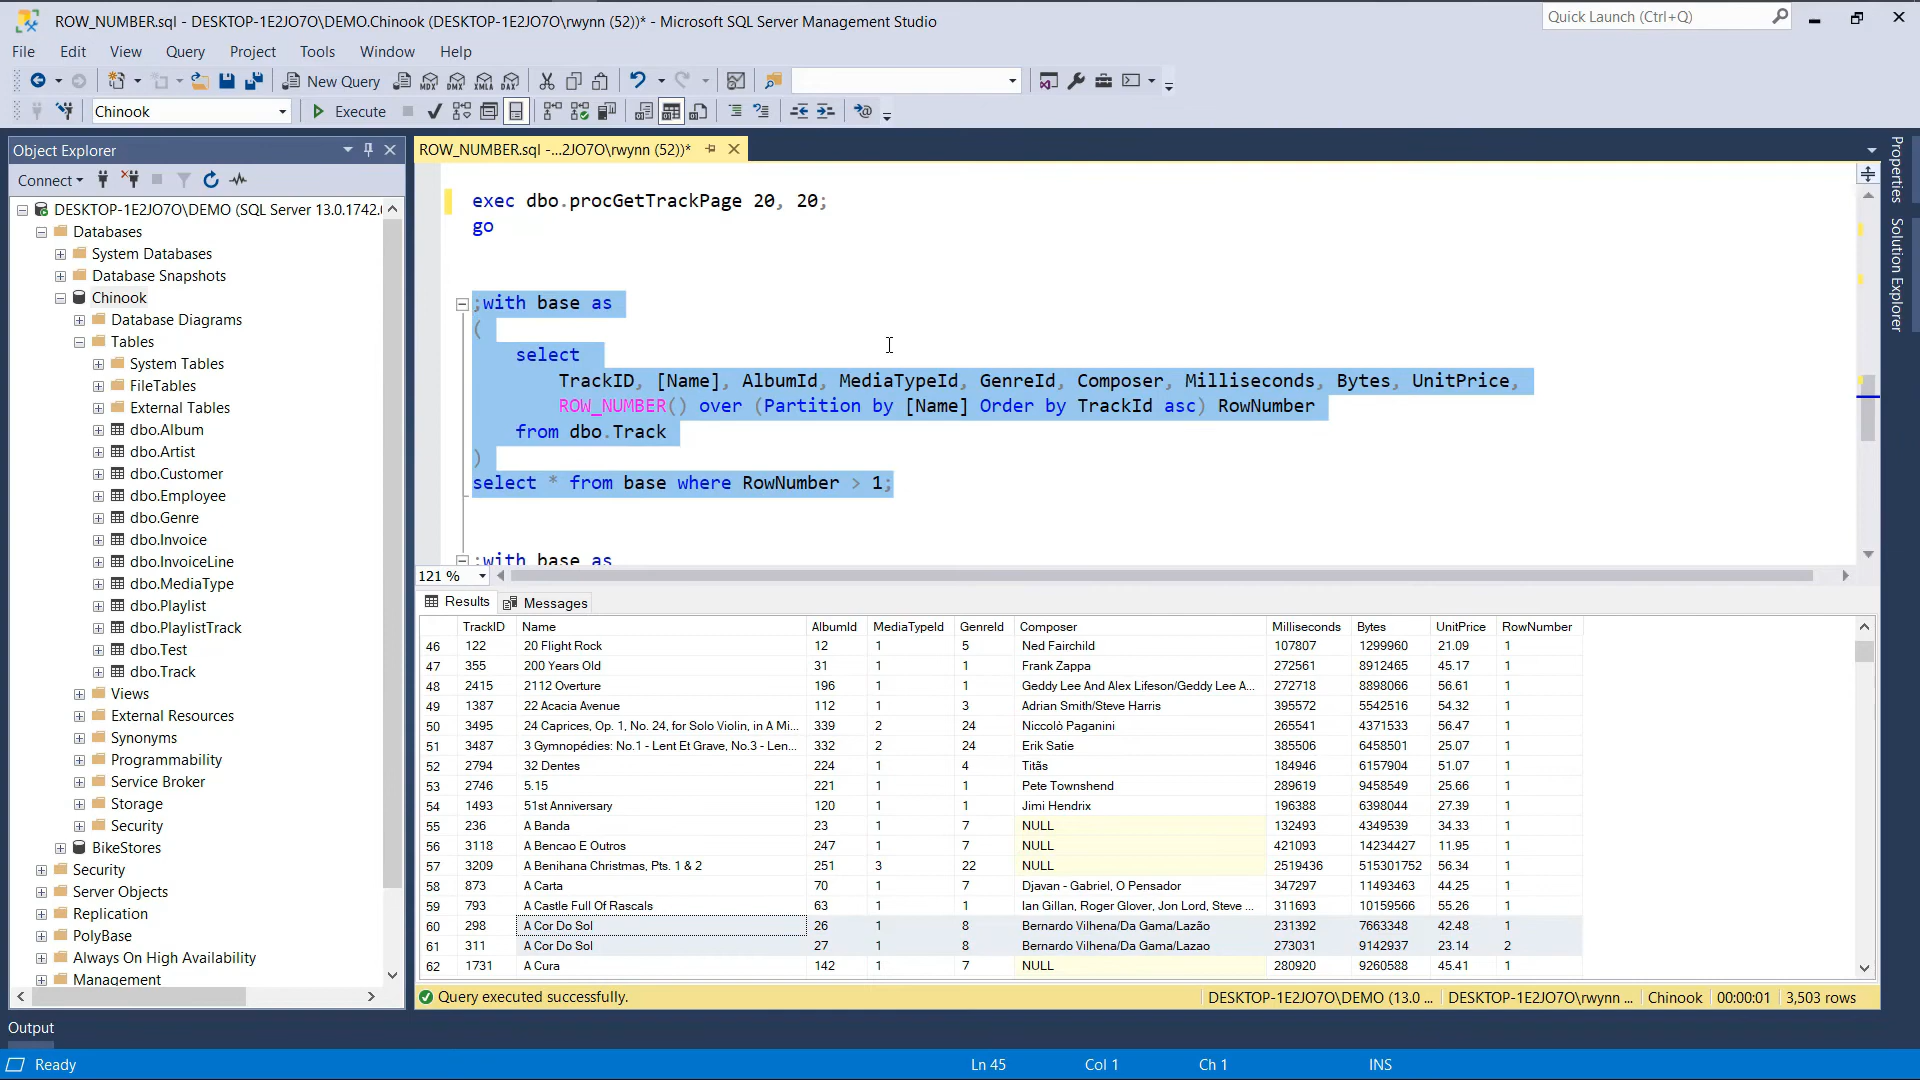 ROW_NUMBER.sql - DESKTOP-1E2JO7O\DEMO.Chinook (DESKTOP-1E2JO7O\rwynn (52))* - Microsoft SQL Server Management Studio
Quick Launch (Ctrl+Q)
File Edit View Query Project Tools Window Help
New Query MDX DMX XMLA DAX
Chinook Execute
Object Explorer
Connect
DESKTOP-1E2JO7O\DEMO (SQL Server 13.0.1742.
Databases
System Databases
Database Snapshots
Chinook
Database Diagrams
Tables
System Tables
FileTables
External Tables
dbo.Album
dbo.Artist
dbo.Customer
dbo.Employee
dbo.Genre
dbo.Invoice
dbo.InvoiceLine
dbo.MediaType
dbo.Playlist
dbo.PlaylistTrack
dbo.Test
dbo.Track
Views
External Resources
Synonyms
Programmability
Service Broker
Storage
Security
BikeStores
Security
Server Objects
Replication
PolyBase
Always On High Availability
Management
ROW_NUMBER.sql -...2JO7O\rwynn (52))*
exec dbo.procGetTrackPage 20, 20;
go
;with base as
(
select
TrackID, [Name], AlbumId, MediaTypeId, GenreId, Composer, Milliseconds, Bytes, UnitPrice,
ROW_NUMBER() over (Partition by [Name] Order by TrackId asc) RowNumber
from dbo.Track
)
select * from base where RowNumber > 1;
;with base as
121 %
Results Messages
TrackID Name AlbumId MediaTypeId GenreId Composer Milliseconds Bytes UnitPrice RowNumber
46 122 20 Flight Rock 12 1 5 Ned Fairchild 107807 1299960 21.09 1
47 355 200 Years Old 31 1 1 Frank Zappa 272561 8912465 45.17 1
48 2415 2112 Overture 196 1 1 Geddy Lee And Alex Lifeson/Geddy Lee A... 272718 8898066 56.61 1
49 1387 22 Acacia Avenue 112 1 3 Adrian Smith/Steve Harris 395572 5542516 54.32 1
50 3495 24 Caprices, Op. 1, No. 24, for Solo Violin, in A Mi... 339 2 24 Niccolò Paganini 265541 4371533 56.47 1
51 3487 3 Gymnopédies: No.1 - Lent Et Grave, No.3 - Len... 332 2 24 Erik Satie 385506 6458501 25.07 1
52 2794 32 Dentes 224 1 4 Titãs 184946 6157904 51.07 1
53 2746 5.15 221 1 1 Pete Townshend 289619 9458549 25.66 1
54 1493 51st Anniversary 120 1 1 Jimi Hendrix 196388 6398044 27.39 1
55 236 A Banda 23 1 7 NULL 132493 4349539 34.33 1
56 3118 A Bencao E Outros 247 1 7 NULL 421093 14234427 11.95 1
57 3209 A Benihana Christmas, Pts. 1 & 2 251 3 22 NULL 2519436 515301752 56.34 1
58 873 A Carta 70 1 7 Djavan - Gabriel, O Pensador 347297 11493463 44.25 1
59 793 A Castle Full Of Rascals 63 1 1 Ian Gillan, Roger Glover, Jon Lord, Steve ... 311693 10159566 55.26 1
60 298 A Cor Do Sol 26 1 8 Bernardo Vilhena/Da Gama/Lazão 231392 7663348 42.48 1
61 311 A Cor Do Sol 27 1 8 Bernardo Vilhena/Da Gama/Lazao 273031 9142937 23.14 2
62 1731 A Cura 142 1 7 NULL 280920 9260588 45.41 1
Query executed successfully. DESKTOP-1E2JO7O\DEMO (13.0 ... DESKTOP-1E2JO7O\rwynn ... Chinook 00:00:01 3,503 rows
Properties
Solution Explorer
Output
Ready Ln 45 Col 1 Ch 1 INS